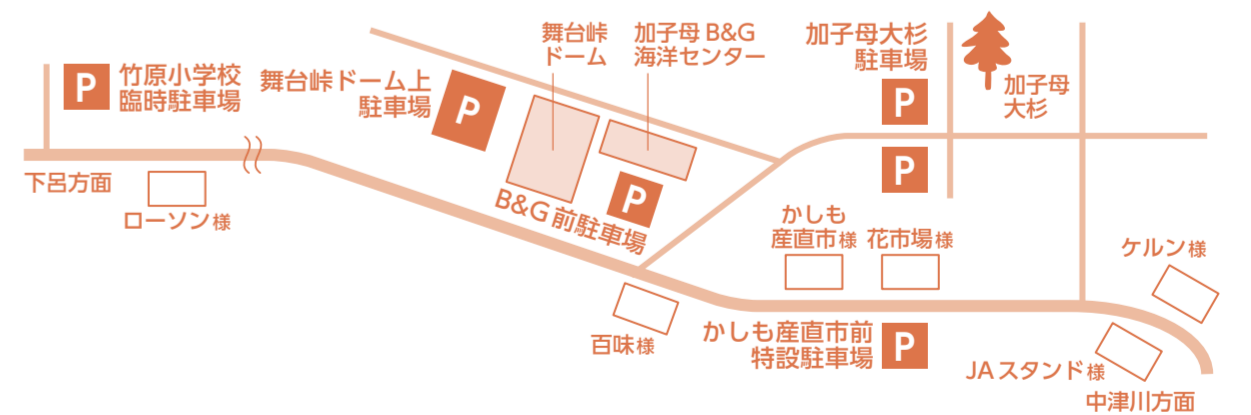 P
竹原小学校
臨時駐車場
下呂方面
ローソン様
舞台峠ドーム上
駐車場
P
舞台峠
ドーム
加子母B&G
海洋センター
P
B&G前駐車場
百味様
加子母大杉
駐車場
P
P
加子母
大杉
かしも
産直市様
花市場様
かしも産直市前
特設駐車場
P
ケルン様
JAスタンド様
中津川方面